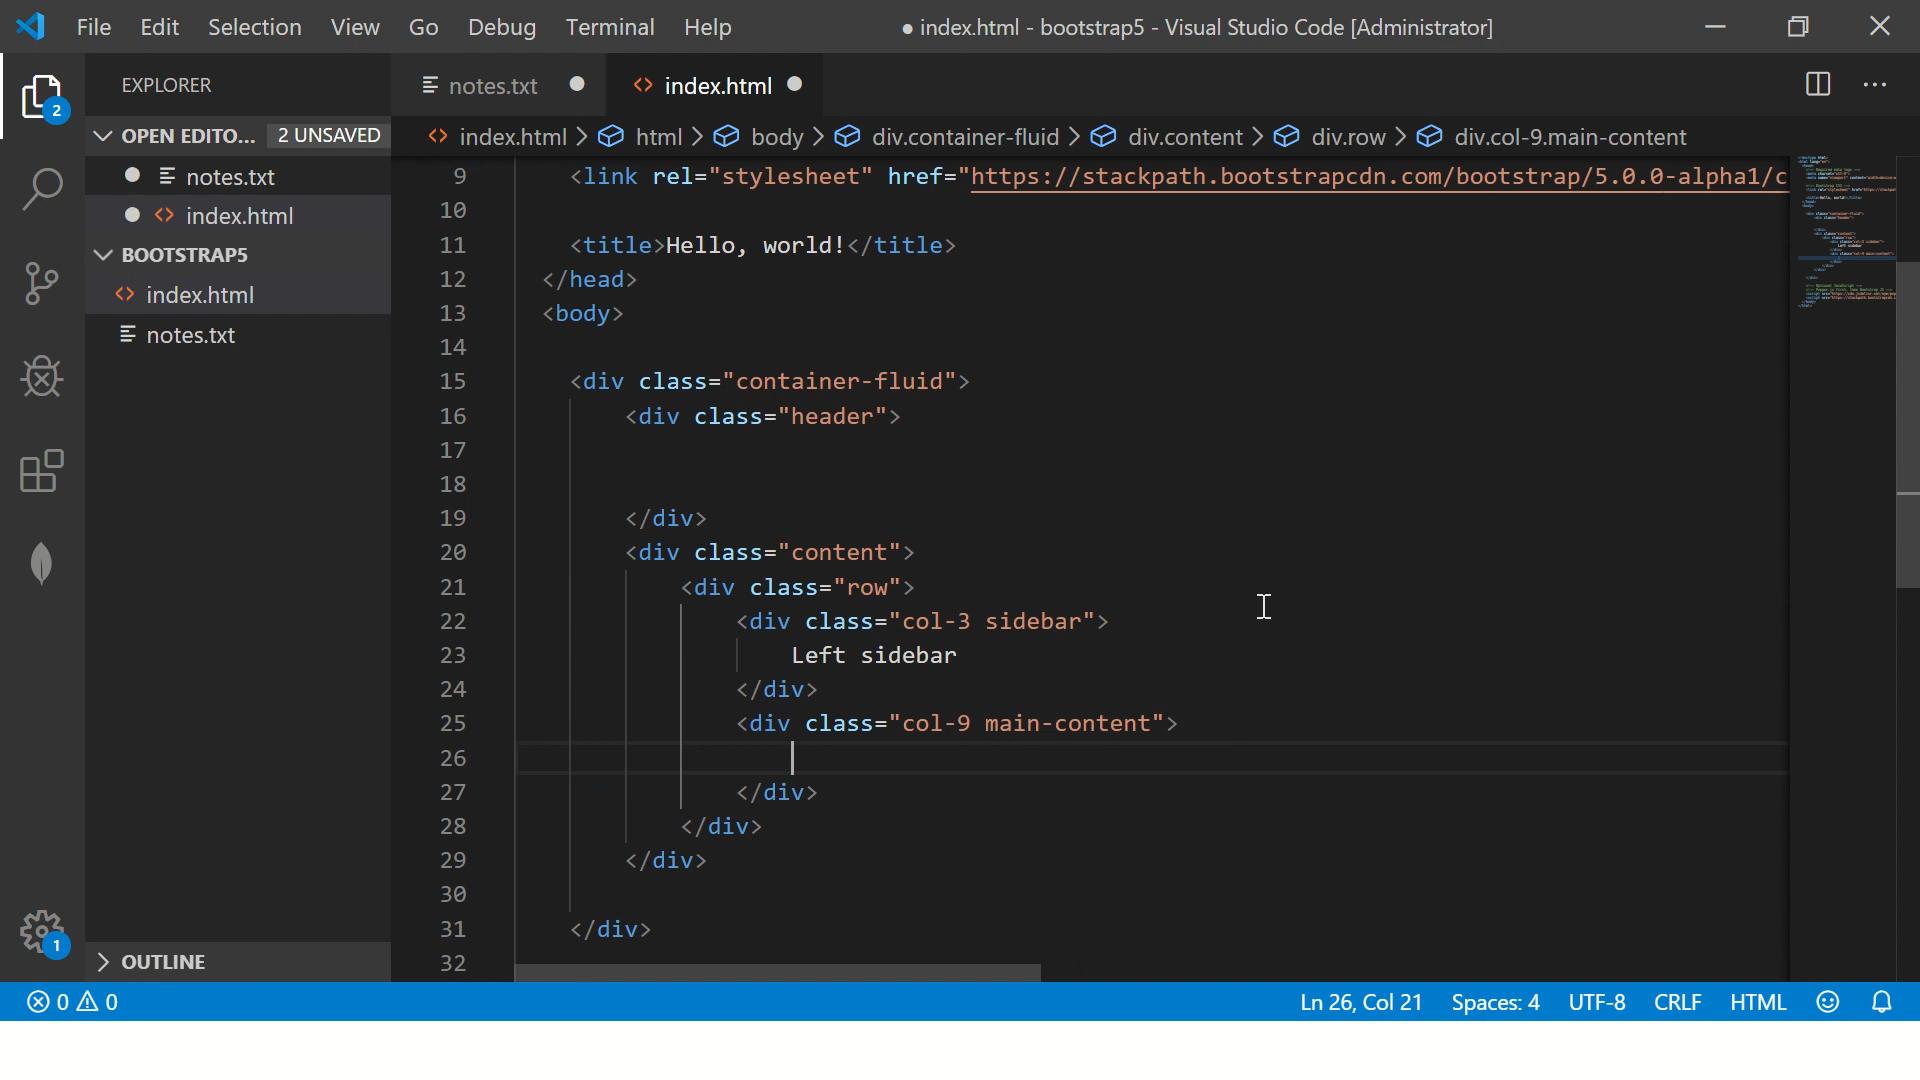 File Edit Selection View Go Debug Terminal Help ● index.html - bootstrap5 - Visual Studio Code [Administrator]
EXPLORER
notes.txt
index.html
2
OPEN EDITO... 2 UNSAVED
index.html > html > body > div.container-fluid > div.content > div.row > div.col-9.main-content
notes.txt
index.html
BOOTSTRAP5
index.html
notes.txt
9 <link rel="stylesheet" href="https://stackpath.bootstrapcdn.com/bootstrap/5.0.0-alpha1/c
10
11 <title>Hello, world!</title>
12 </head>
13 <body>
14
15 <div class="container-fluid">
16 <div class="header">
17
18
19 </div>
20 <div class="content">
21 <div class="row">
22 <div class="col-3 sidebar">
23 Left sidebar
24 </div>
25 <div class="col-9 main-content">
26
27 </div>
28 </div>
29 </div>
30
31 </div>
32
1
OUTLINE
0 0
Ln 26, Col 21 Spaces: 4 UTF-8 CRLF HTML